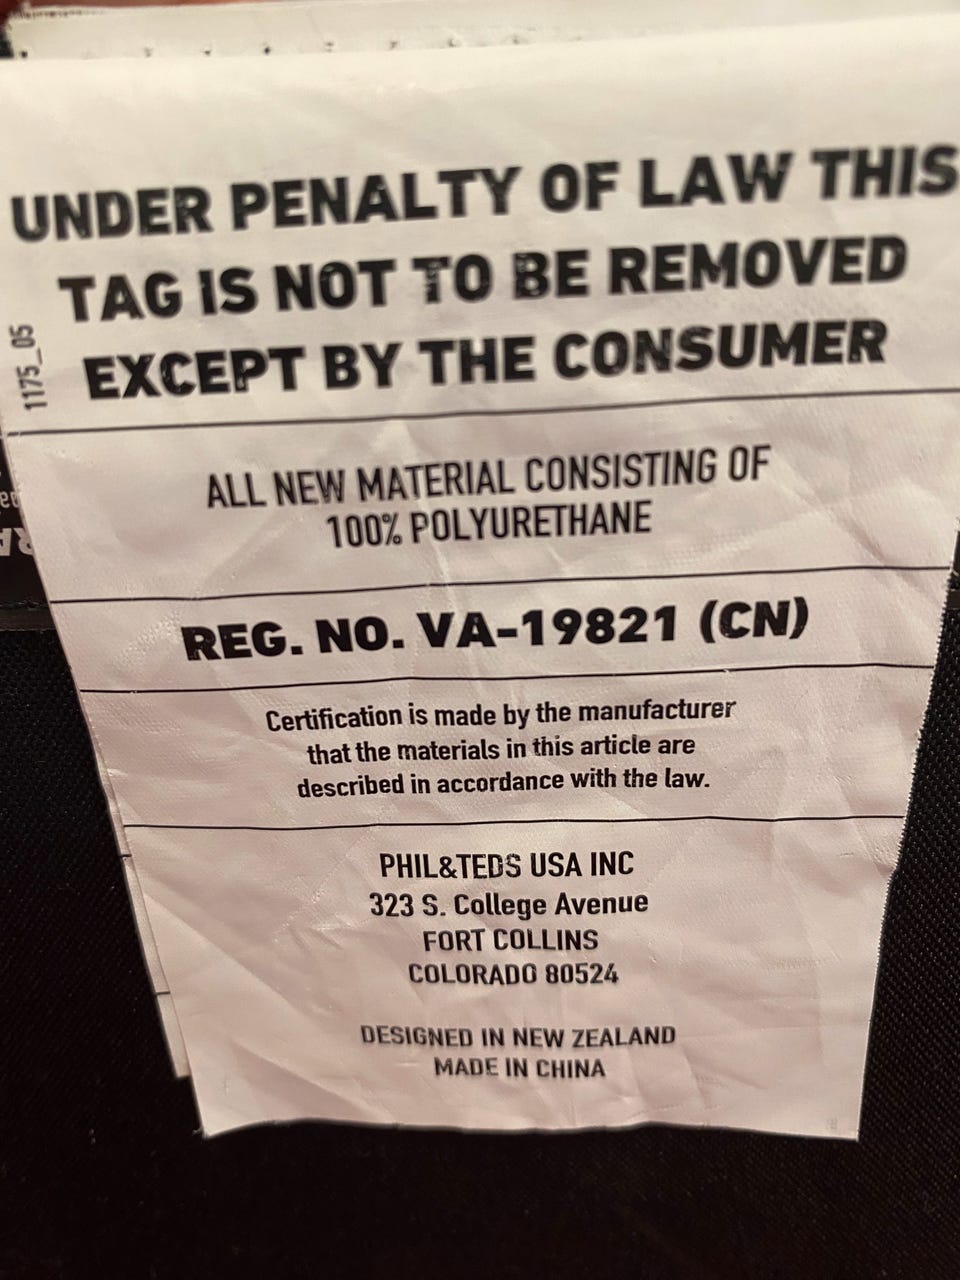 UNDER PENALTY OF LAW THIS
TAG IS NOT TO BE REMOVED
EXCEPT BY THE CONSUMER
1175_05
ALL NEW MATERIAL CONSISTING OF
100% POLYURETHANE
REG. NO. VA-19821 (CN)
Certification is made by the manufacturer
that the materials in this article are
described in accordance with the law.
PHIL&TEDS USA INC
323 S. College Avenue
FORT COLLINS
COLORADO 80524
DESIGNED IN NEW ZEALAND
MADE IN CHINA